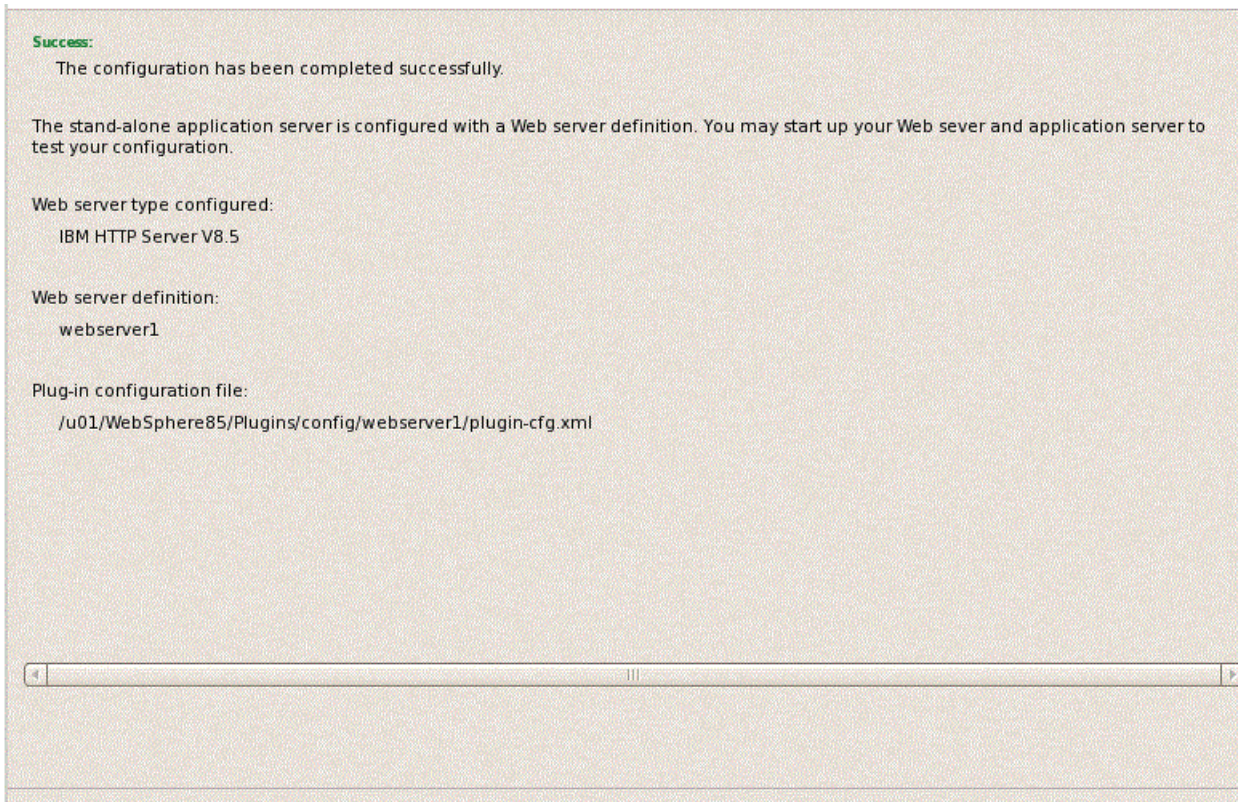 Success:
The configuration has been completed successfully.
The stand-alone application server is configured with a Web server definition. You may start up your Web sever and application server to
test your configuration.
Web server type configured:
IBM HTTP Server V8.5
Web server definition:
webserver1
Plug-in configuration file:
/u01/WebSphere85/Plugins/config/webserver1/plugin-cfg.xml